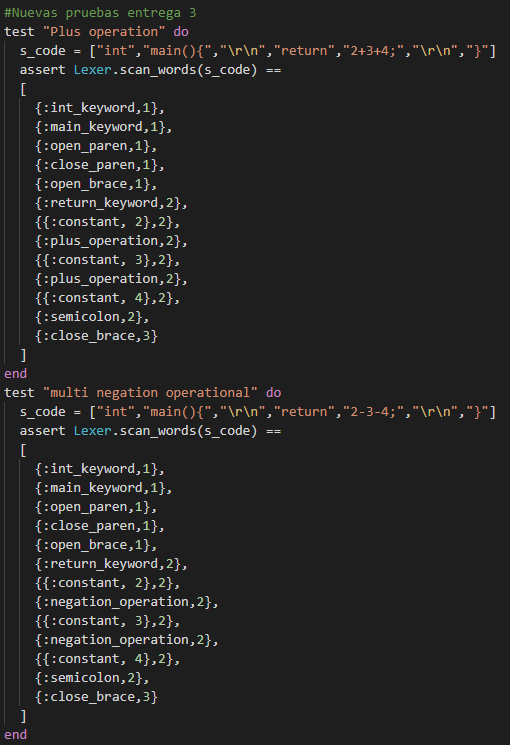 #Nuevas pruebas entrega 3
test "Plus operation" do
  s_code = ["int","main(){","\r\n","return","2+3+4;","\r\n","}"]
  assert Lexer.scan_words(s_code) ==
  [
    {:int_keyword,1},
    {:main_keyword,1},
    {:open_paren,1},
    {:close_paren,1},
    {:open_brace,1},
    {:return_keyword,2},
    {{:constant, 2},2},
    {:plus_operation,2},
    {{:constant, 3},2},
    {:plus_operation,2},
    {{:constant, 4},2},
    {:semicolon,2},
    {:close_brace,3}
  ]
end
test "multi negation operational" do
  s_code = ["int","main(){","\r\n","return","2-3-4;","\r\n","}"]
  assert Lexer.scan_words(s_code) ==
  [
    {:int_keyword,1},
    {:main_keyword,1},
    {:open_paren,1},
    {:close_paren,1},
    {:open_brace,1},
    {:return_keyword,2},
    {{:constant, 2},2},
    {:negation_operation,2},
    {{:constant, 3},2},
    {:negation_operation,2},
    {{:constant, 4},2},
    {:semicolon,2},
    {:close_brace,3}
  ]
end